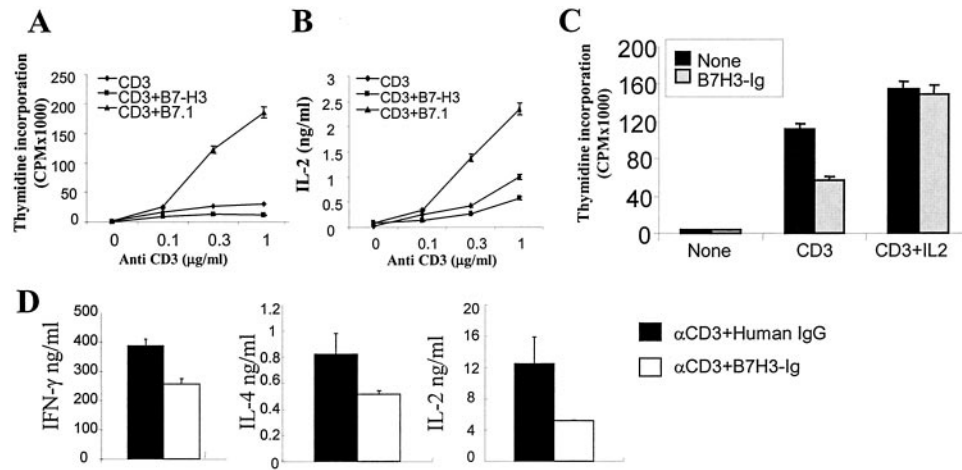 A
Thymidine incorporation
(CPMx1000)
250
200
150
100
50
0
CD3
CD3+B7-H3
CD3+B7.1
0
0.1
0.3
1
Anti CD3 (µg/ml)
B
IL-2 (ng/ml)
3
2.5
2
1.5
1
0.5
0
CD3
CD3+B7-H3
CD3+B7.1
0
0.1
0.3
1
Anti CD3 (µg/ml)
C
Thymidine incorporation
(CPMx1000)
200
160
120
80
40
0
None
B7H3-Ig
None
CD3
CD3+IL2
D
IFN-γ ng/ml
500
400
300
200
100
0
IL-4 ng/ml
1.2
1
0.8
0.6
0.4
0.2
0
IL-2 ng/ml
20
16
12
8
4
0
αCD3+Human IgG
αCD3+B7H3-Ig